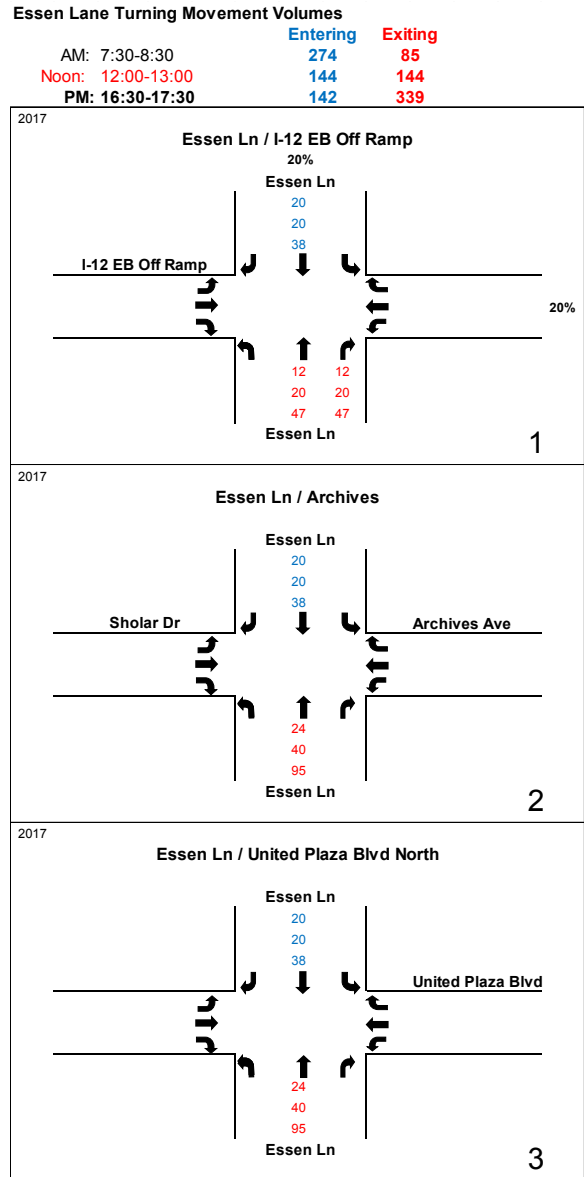 Essen Lane Turning Movement Volumes
Entering Exiting
AM: 7:30-8:30 274 85
Noon: 12:00-13:00 144 144
PM: 16:30-17:30 142 339
2017
Essen Ln / I-12 EB Off Ramp
20%
Essen Ln
20
20
38
I-12 EB Off Ramp
20%
12 12
20 20
47 47
Essen Ln
1
2017
Essen Ln / Archives
Essen Ln
20
20
38
Sholar Dr Archives Ave
24
40
95
Essen Ln
2
2017
Essen Ln / United Plaza Blvd North
Essen Ln
20
20
38
United Plaza Blvd
24
40
95
Essen Ln
3